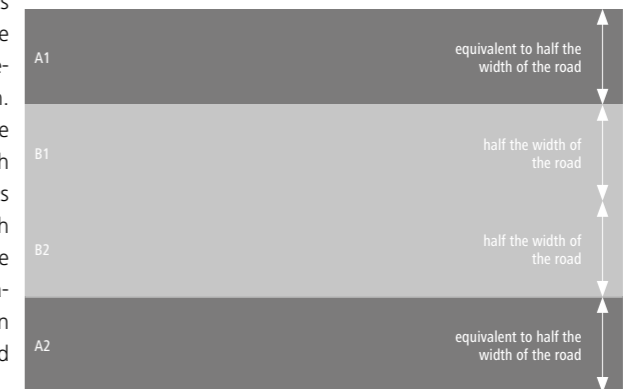 A1
equivalent to half the
width of the road
B1
half the width of
the road
B2
half the width of
the road
A2
equivalent to half the
width of the road